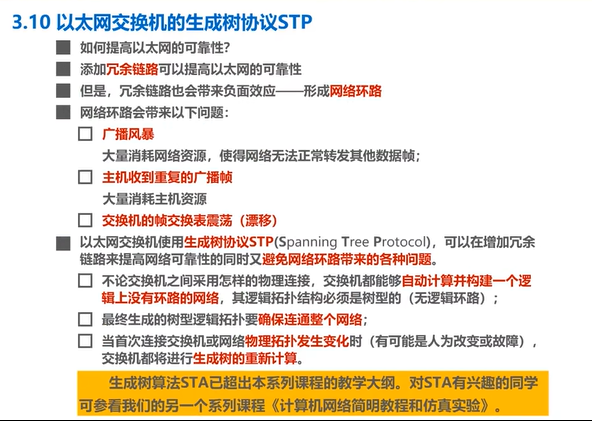 3.10 以太网交换机的生成树协议STP
如何提高以太网的可靠性?
添加冗余链路可以提高以太网的可靠性
但是，冗余链路也会带来负面效应——形成网络环路
网络环路会带来以下问题：
广播风暴
大量消耗网络资源，使得网络无法正常转发其他数据帧；
主机收到重复的广播帧
大量消耗主机资源
交换机的帧交换表震荡（漂移）
以太网交换机使用生成树协议STP(Spanning Tree Protocol)，可以在增加冗余
链路来提高网络可靠性的同时又避免网络环路带来的各种问题。
不论交换机之间采用怎样的物理连接，交换机都能够自动计算并构建一个逻
辑上没有环路的网络，其逻辑拓扑结构必须是树型的（无逻辑环路）；
最终生成的树型逻辑拓扑要确保连通整个网络；
当首次连接交换机或网络物理拓扑发生变化时（有可能是人为改变或故障），
交换机都将进行生成树的重新计算。
生成树算法STA已超出本系列课程的教学大纲。对STA有兴趣的同学
可参看我们的另一个系列课程《计算机网络简明教程和仿真实验》。